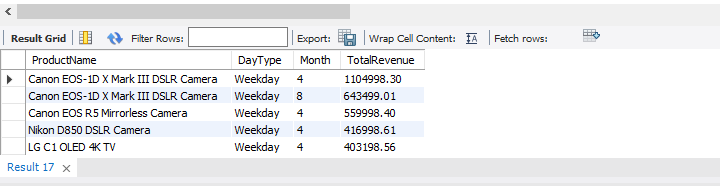 Result Grid Filter Rows: Export: Wrap Cell Content: Fetch rows:
ProductName DayType Month TotalRevenue
Canon EOS-1D X Mark III DSLR Camera Weekday 4 1104998.30
Canon EOS-1D X Mark III DSLR Camera Weekday 8 643499.01
Canon EOS R5 Mirrorless Camera Weekday 4 559998.40
Nikon D850 DSLR Camera Weekday 4 416998.61
LG C1 OLED 4K TV Weekday 4 403198.56
Result 17 ×